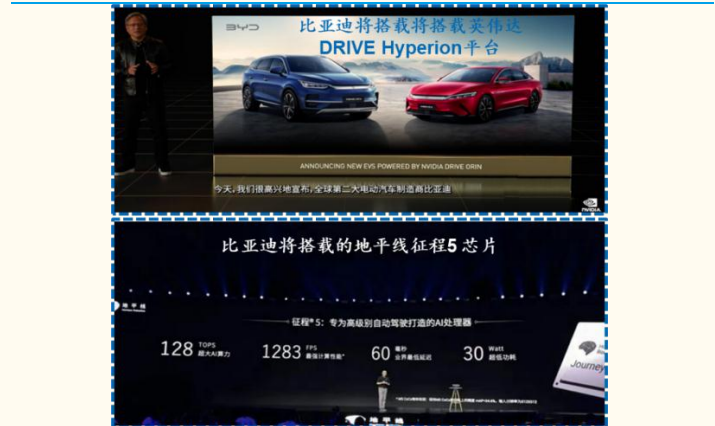 BYD
比亚迪将搭载将搭载英伟达
DRIVE Hyperion平台
ANNOUNCING NEW EVS POWERED BY NVIDIA DRIVE ORIN
今天，我们很高兴地宣布，全球第二大电动汽车制造商比亚迪
NVIDIA.
比亚迪将搭载的地平线征程5 芯片
地平线
征程®5：专为高级别自动驾驶打造的AI处理器
128 TOPS 超大AI算力
1283 FPS 最强计算性能*
60 毫秒 业界最低延迟
30 Watt 超低功耗
Journey
地平线